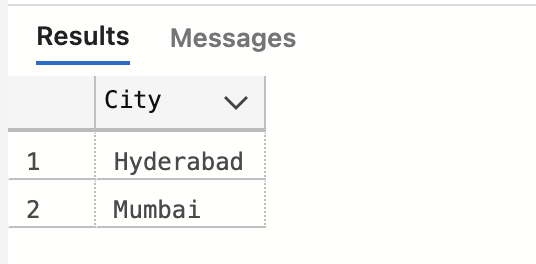 Results Messages
City
1 Hyderabad
2 Mumbai